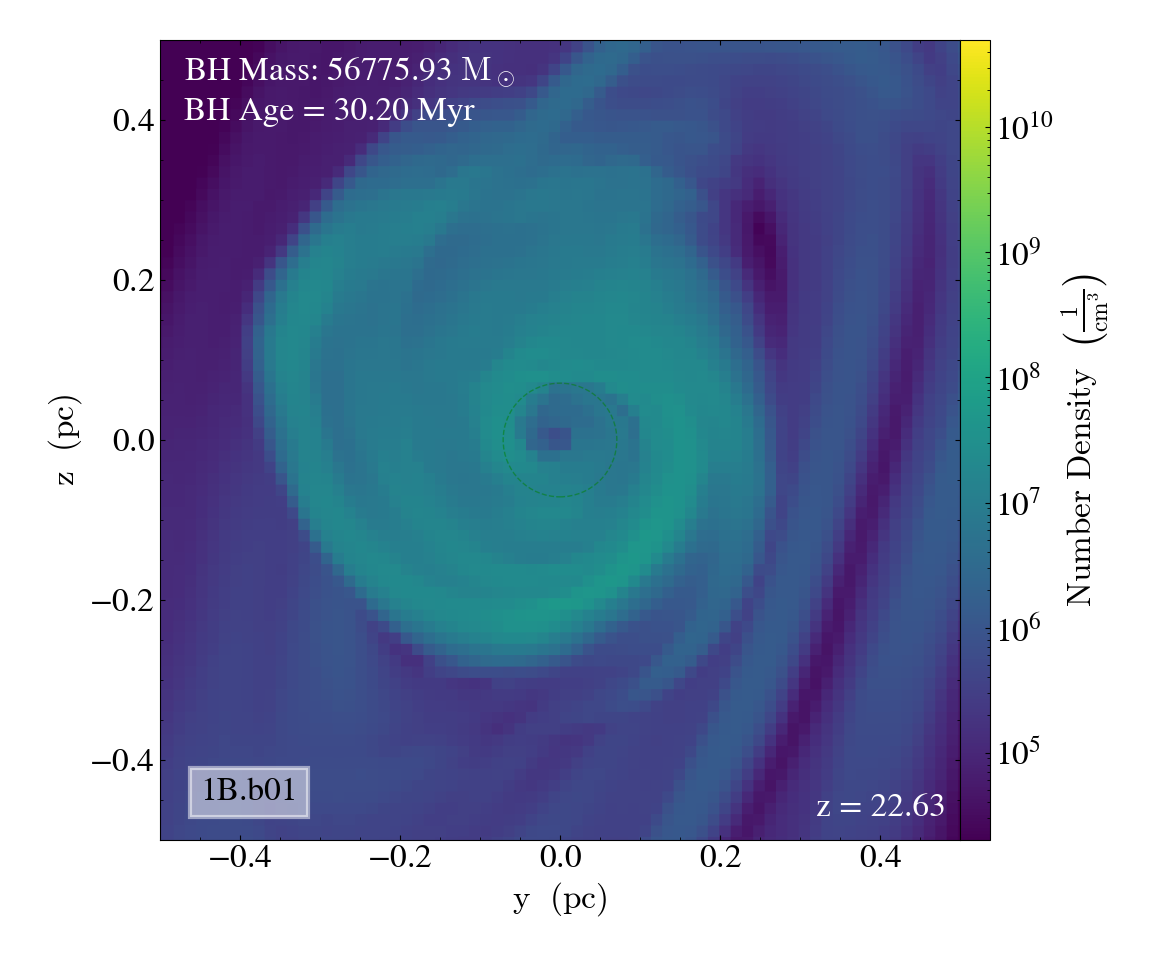 BH Mass: 56775.93 M⊙
BH Age = 30.20 Myr
0.4
0.2
0.0
−0.2
−0.4
z (pc)
1B.b01
z = 22.63
−0.4 −0.2 0.0 0.2 0.4
y (pc)
10¹⁰
10⁹
10⁸
10⁷
10⁶
10⁵
Number Density (1/cm³)